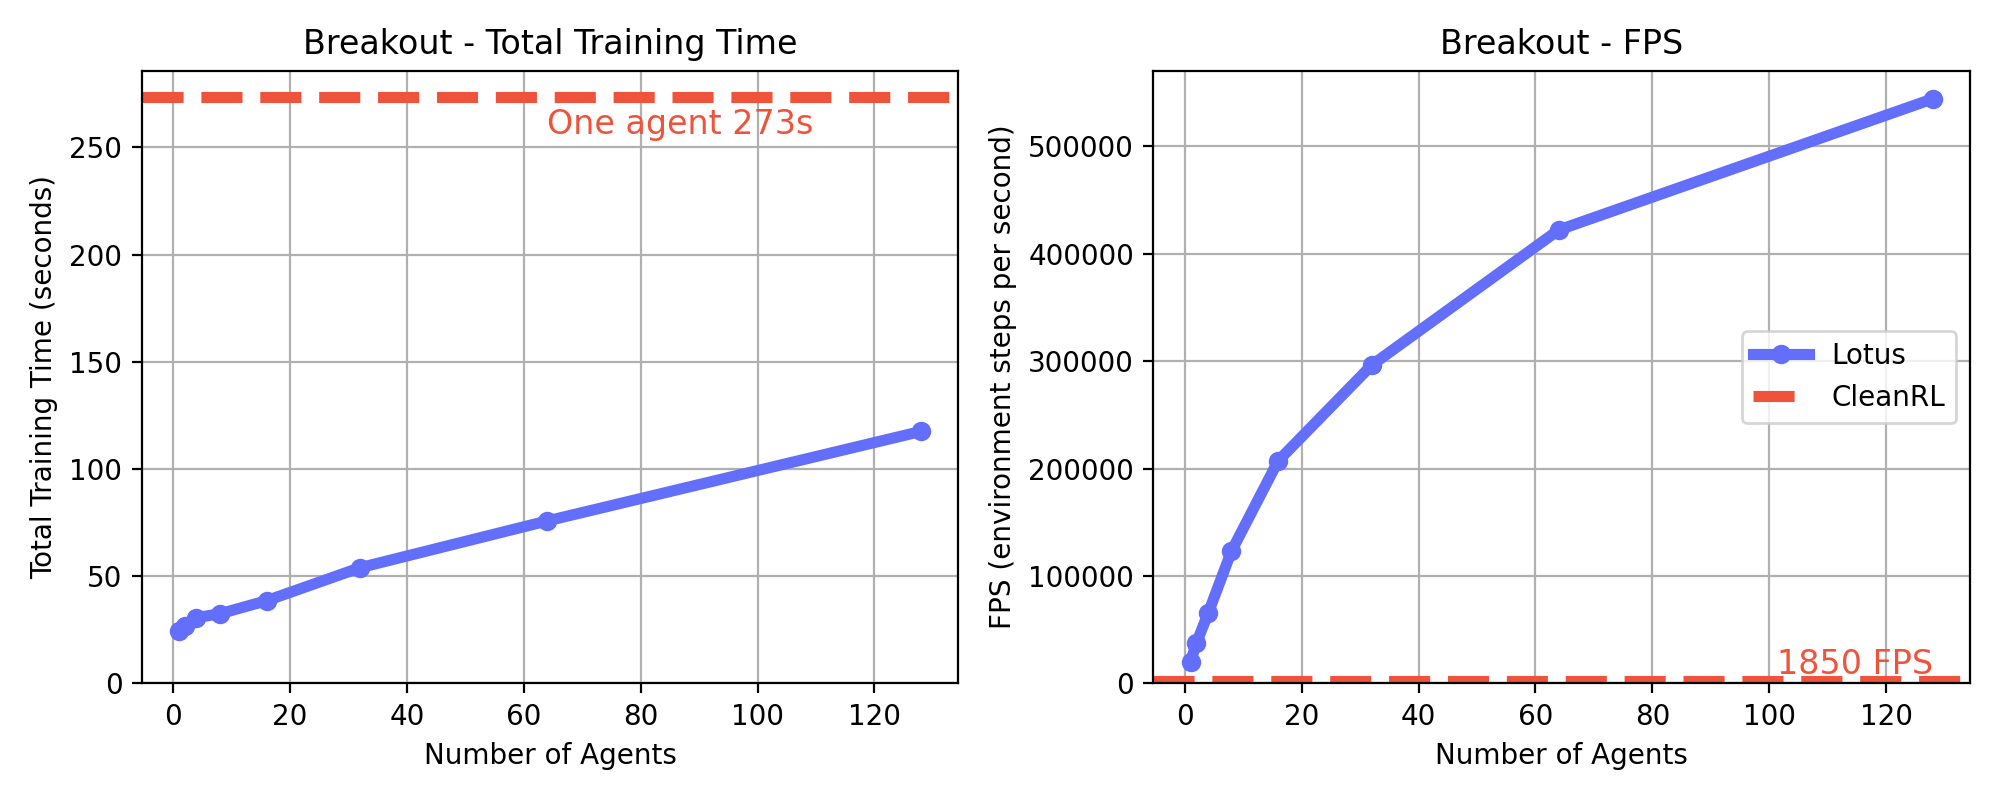 Breakout - Total Training Time
Total Training Time (seconds)
250
200
150
100
50
0
One agent 273s
0 20 40 60 80 100 120
Number of Agents
Breakout - FPS
FPS (environment steps per second)
500000
400000
300000
200000
100000
0
Lotus
CleanRL
1850 FPS
0 20 40 60 80 100 120
Number of Agents